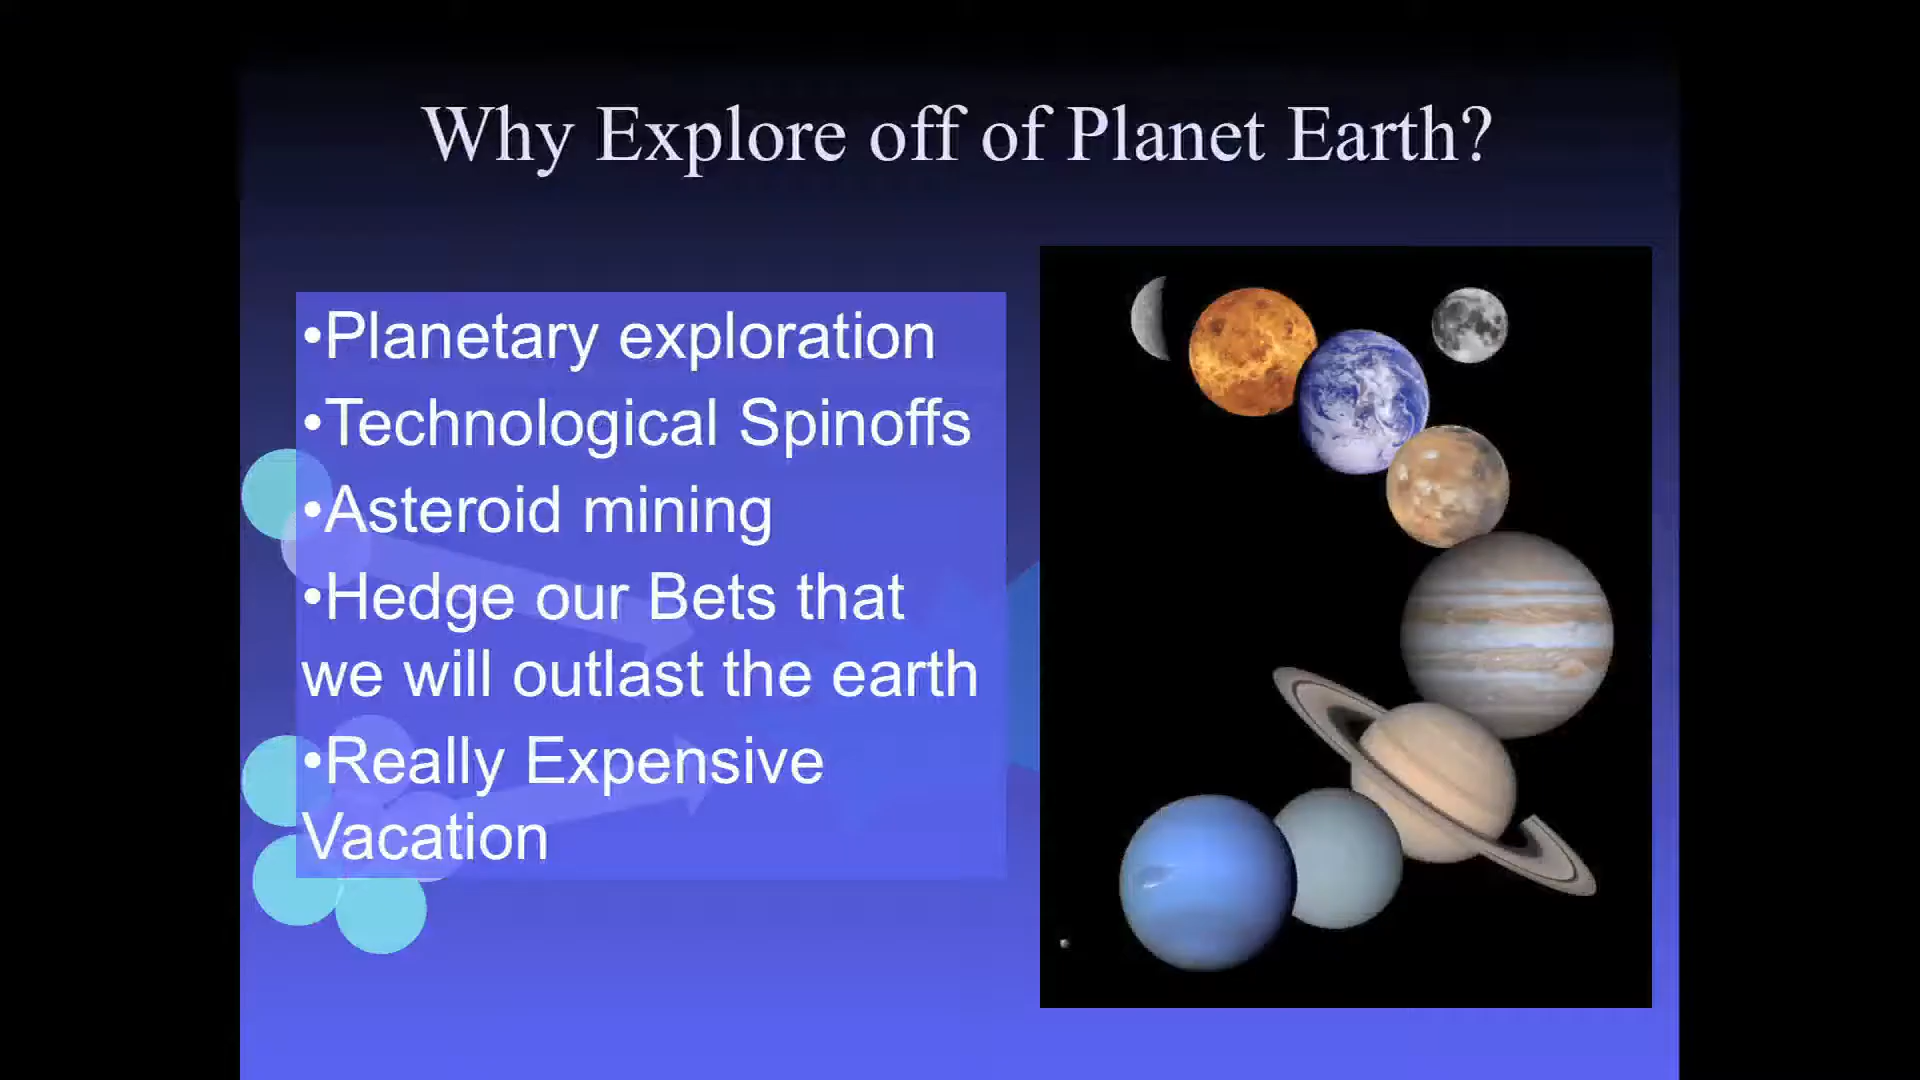 Why Explore off of Planet Earth?
•Planetary exploration
•Technological Spinoffs
•Asteroid mining
•Hedge our Bets that
we will outlast the earth
•Really Expensive
Vacation